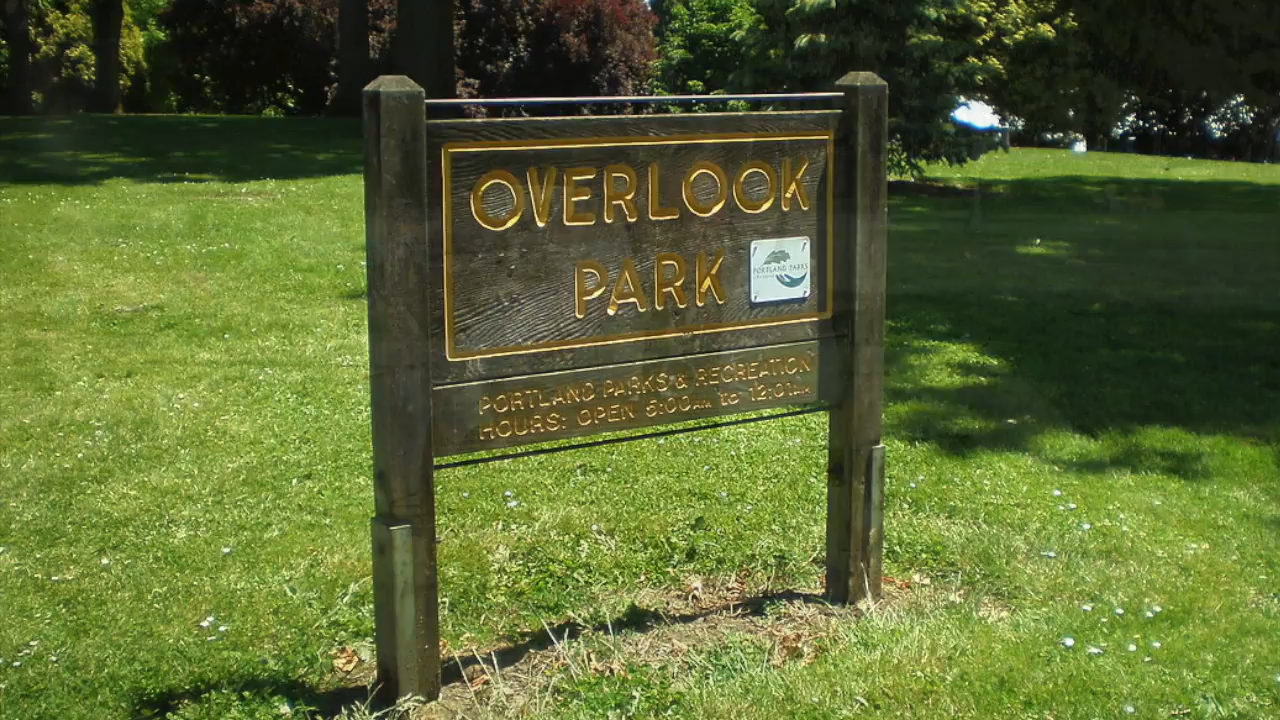 OVERLOOK
PARK
PORTLAND PARKS
PORTLAND PARKS & RECREATION
HOURS: OPEN 5:00AM to 12:01AM